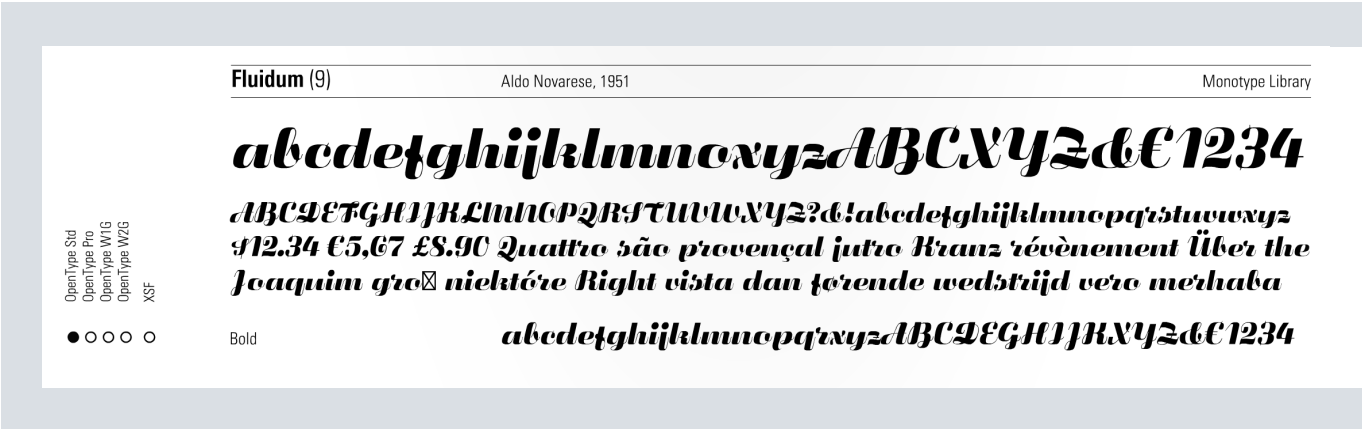 Fluidum (9) Aldo Novarese, 1951 Monotype Library
abcdefghijklmnoxyzABCXYZ&€1234
ABCDEFGHIJKLMNOPQRSTUVWXYZ?&!abcdefghijklmnopqrstuvwxyz
$12.34 €5,67 £8.90 Quattro são provençal jutro Kranz révènement Über the
Joaquim gro☒ niektóre Right vista dan førende wedstrijd vero merhaba
OpenType Std
OpenType Pro
OpenType W1G
OpenType W2G
XSF
Bold abcdefghijklmnopqrxyzABCDEGHIJKXYZ&€1234